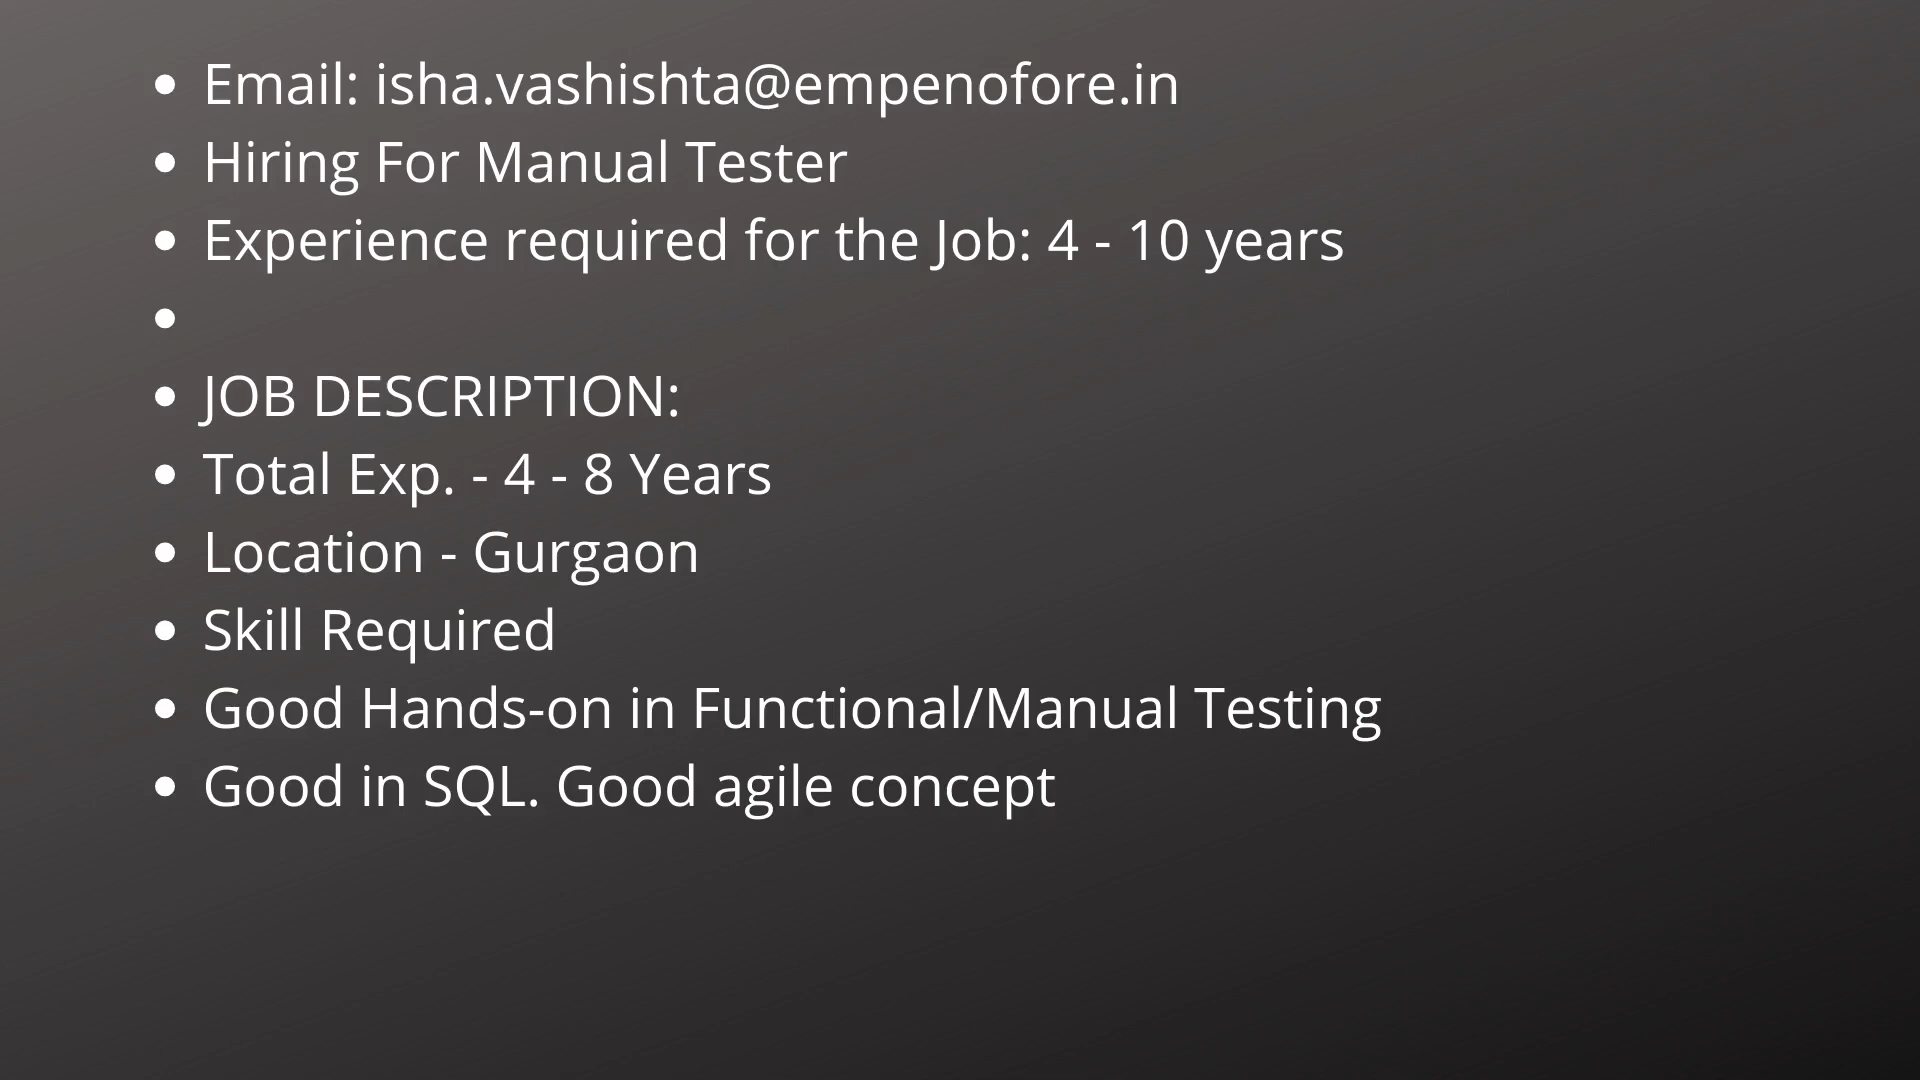 • Email: isha.vashishta@empenofore.in
• Hiring For Manual Tester
• Experience required for the Job: 4 - 10 years
•
• JOB DESCRIPTION:
• Total Exp. - 4 - 8 Years
• Location - Gurgaon
• Skill Required
• Good Hands-on in Functional/Manual Testing
• Good in SQL. Good agile concept